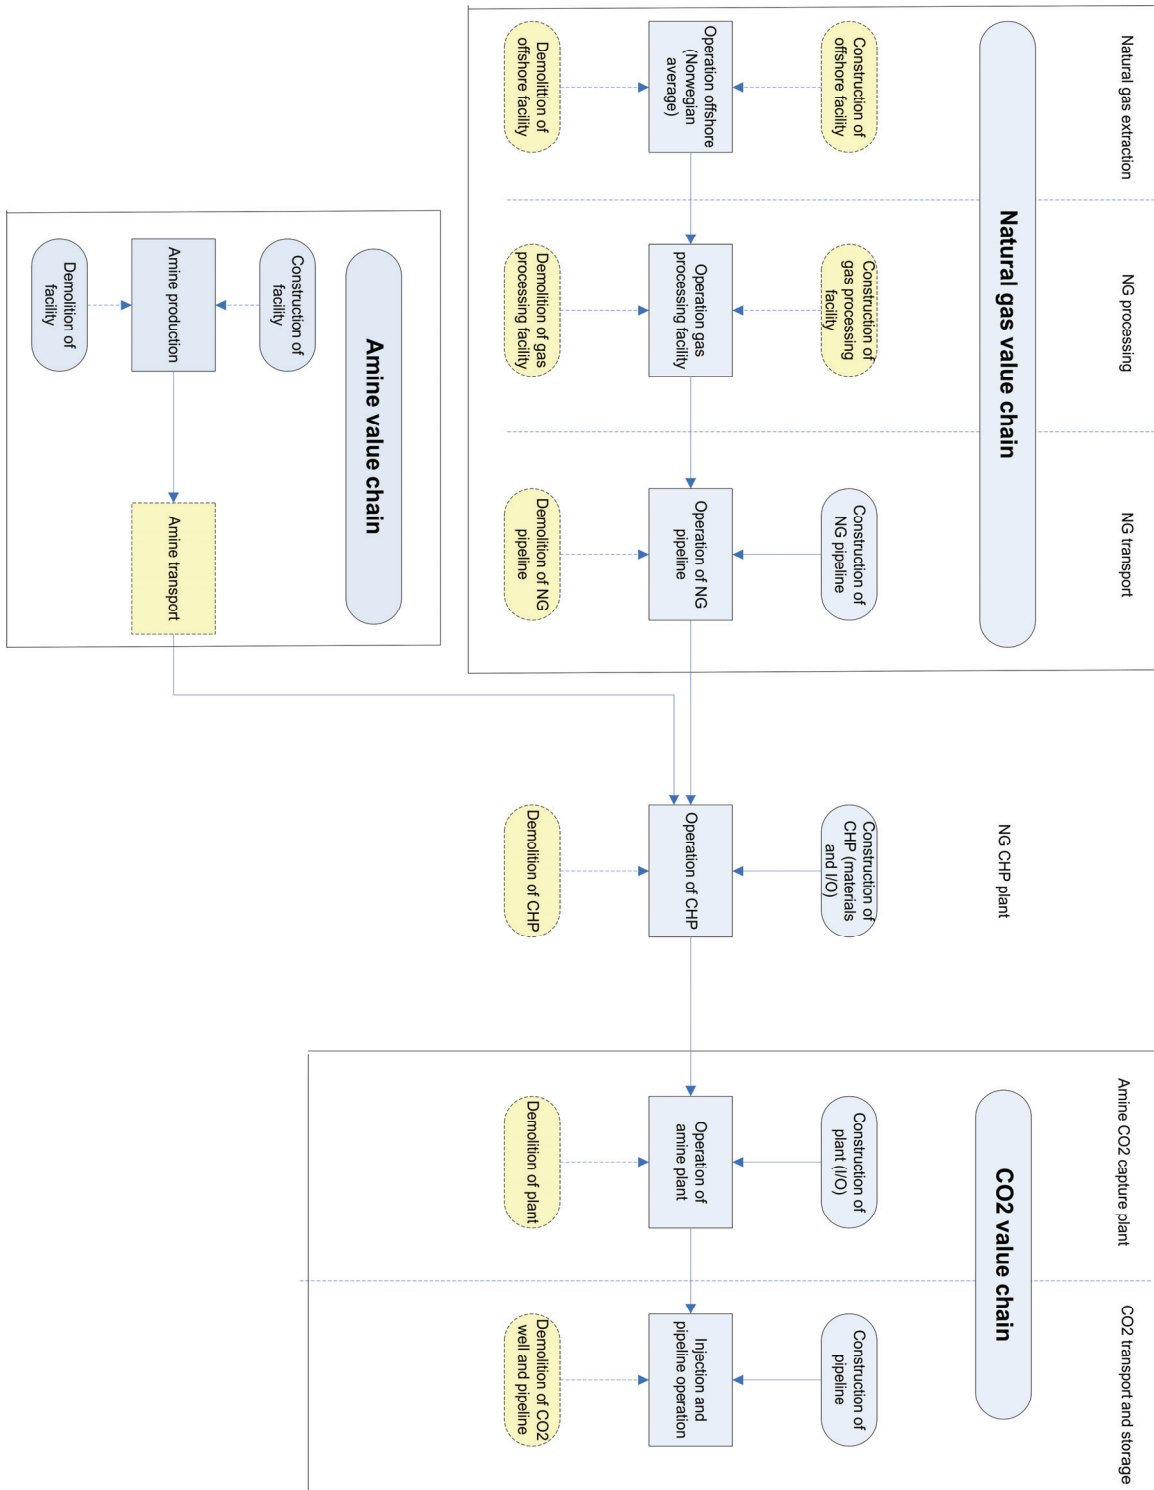 Natural gas extraction
NG processing
NG transport
NG CHP plant
Amine CO2 capture plant
CO2 transport and storage
Natural gas value chain
CO2 value chain
Construction of
offshore facility
Construction of
gas processing
facility
Construction of
NG pipeline
Construction of
CHP (materials
and I/O)
Construction of
plant (I/O)
Construction of
pipeline
Operation offshore
(Norwegian
average)
Operation gas
processing facility
Operation of NG
pipeline
Operation of CHP
Operation of
amine plant
Injection and
pipeline operation
Demolittion of
offshore facility
Demolition of gas
processing facility
Demolition of NG
pipeline
Demolition of CHP
Demolition of plant
Demolition of CO2
well and pipeline
Amine value chain
Construction of
facility
Amine production
Amine transport
Demolition of
facility